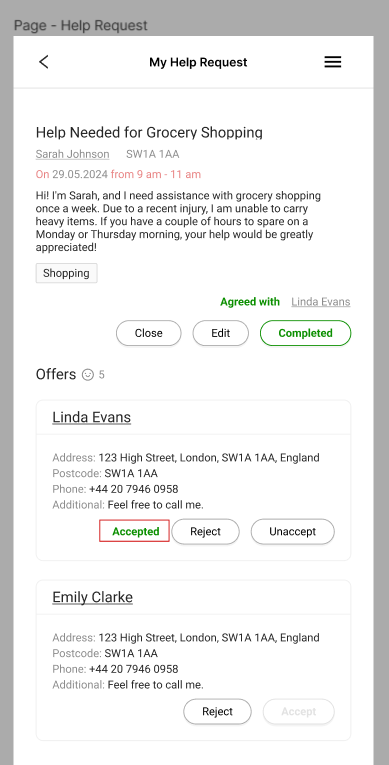 Page - Help Request
My Help Request
Help Needed for Grocery Shopping
Sarah Johnson SW1A 1AA
On 29.05.2024 from 9 am - 11 am
Hi! I'm Sarah, and I need assistance with grocery shopping
once a week. Due to a recent injury, I am unable to carry
heavy items. If you have a couple of hours to spare on a
Monday or Thursday morning, your help would be greatly
appreciated!
Shopping
Agreed with Linda Evans
Close Edit Completed
Offers 5
Linda Evans
Address: 123 High Street, London, SW1A 1AA, England
Postcode: SW1A 1AA
Phone: +44 20 7946 0958
Additional: Feel free to call me.
Accepted Reject Unaccept
Emily Clarke
Address: 123 High Street, London, SW1A 1AA, England
Postcode: SW1A 1AA
Phone: +44 20 7946 0958
Additional: Feel free to call me.
Reject Accept